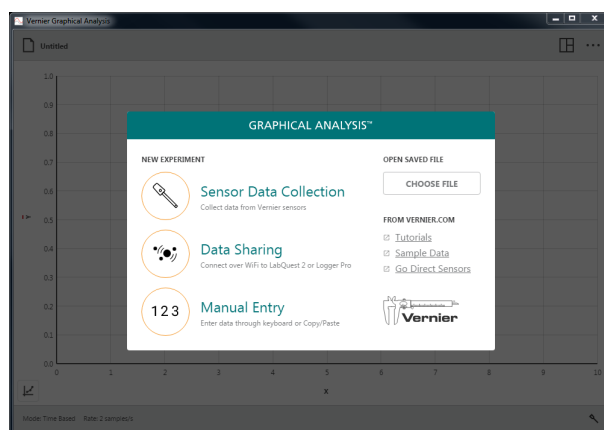 Vernier Graphical Analysis
Untitled
1.0
0.9
0.8
0.7
0.6
0.5
0.4
0.3
0.2
0.1
0.0
Y
0 1 2 3 4 5 6 7 8 9 10
X
GRAPHICAL ANALYSIS™
NEW EXPERIMENT
Sensor Data Collection
Collect data from Vernier sensors
Data Sharing
Connect over WiFi to LabQuest 2 or Logger Pro
123
Manual Entry
Enter data through keyboard or Copy/Paste
OPEN SAVED FILE
CHOOSE FILE
FROM VERNIER.COM
Tutorials
Sample Data
Go Direct Sensors
Vernier
Mode: Time Based Rate: 2 samples/s